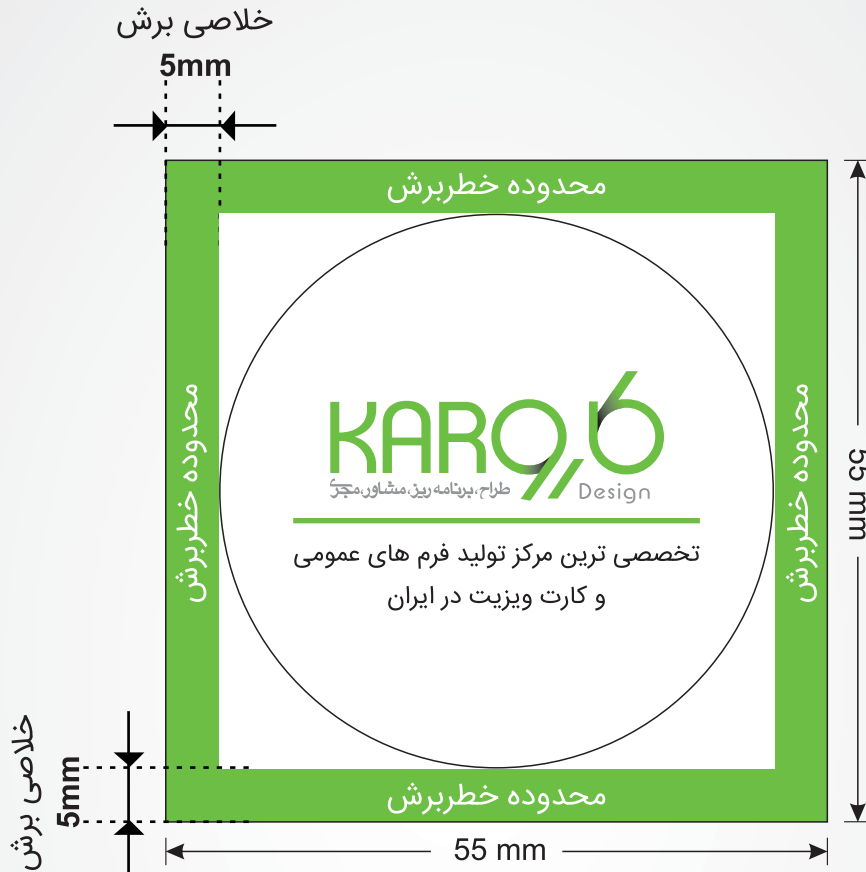 خلاصی برش
5mm
محدوده خطربرش
محدوده خطربرش
محدوده خطربرش
55 mm
KARO کارو
طراح،برنامه ریز،مشاور،مجری
Design
تخصصی ترین مرکز تولید فرم های عمومی
و کارت ویزیت در ایران
خلاصی برش
5mm
محدوده خطربرش
55 mm